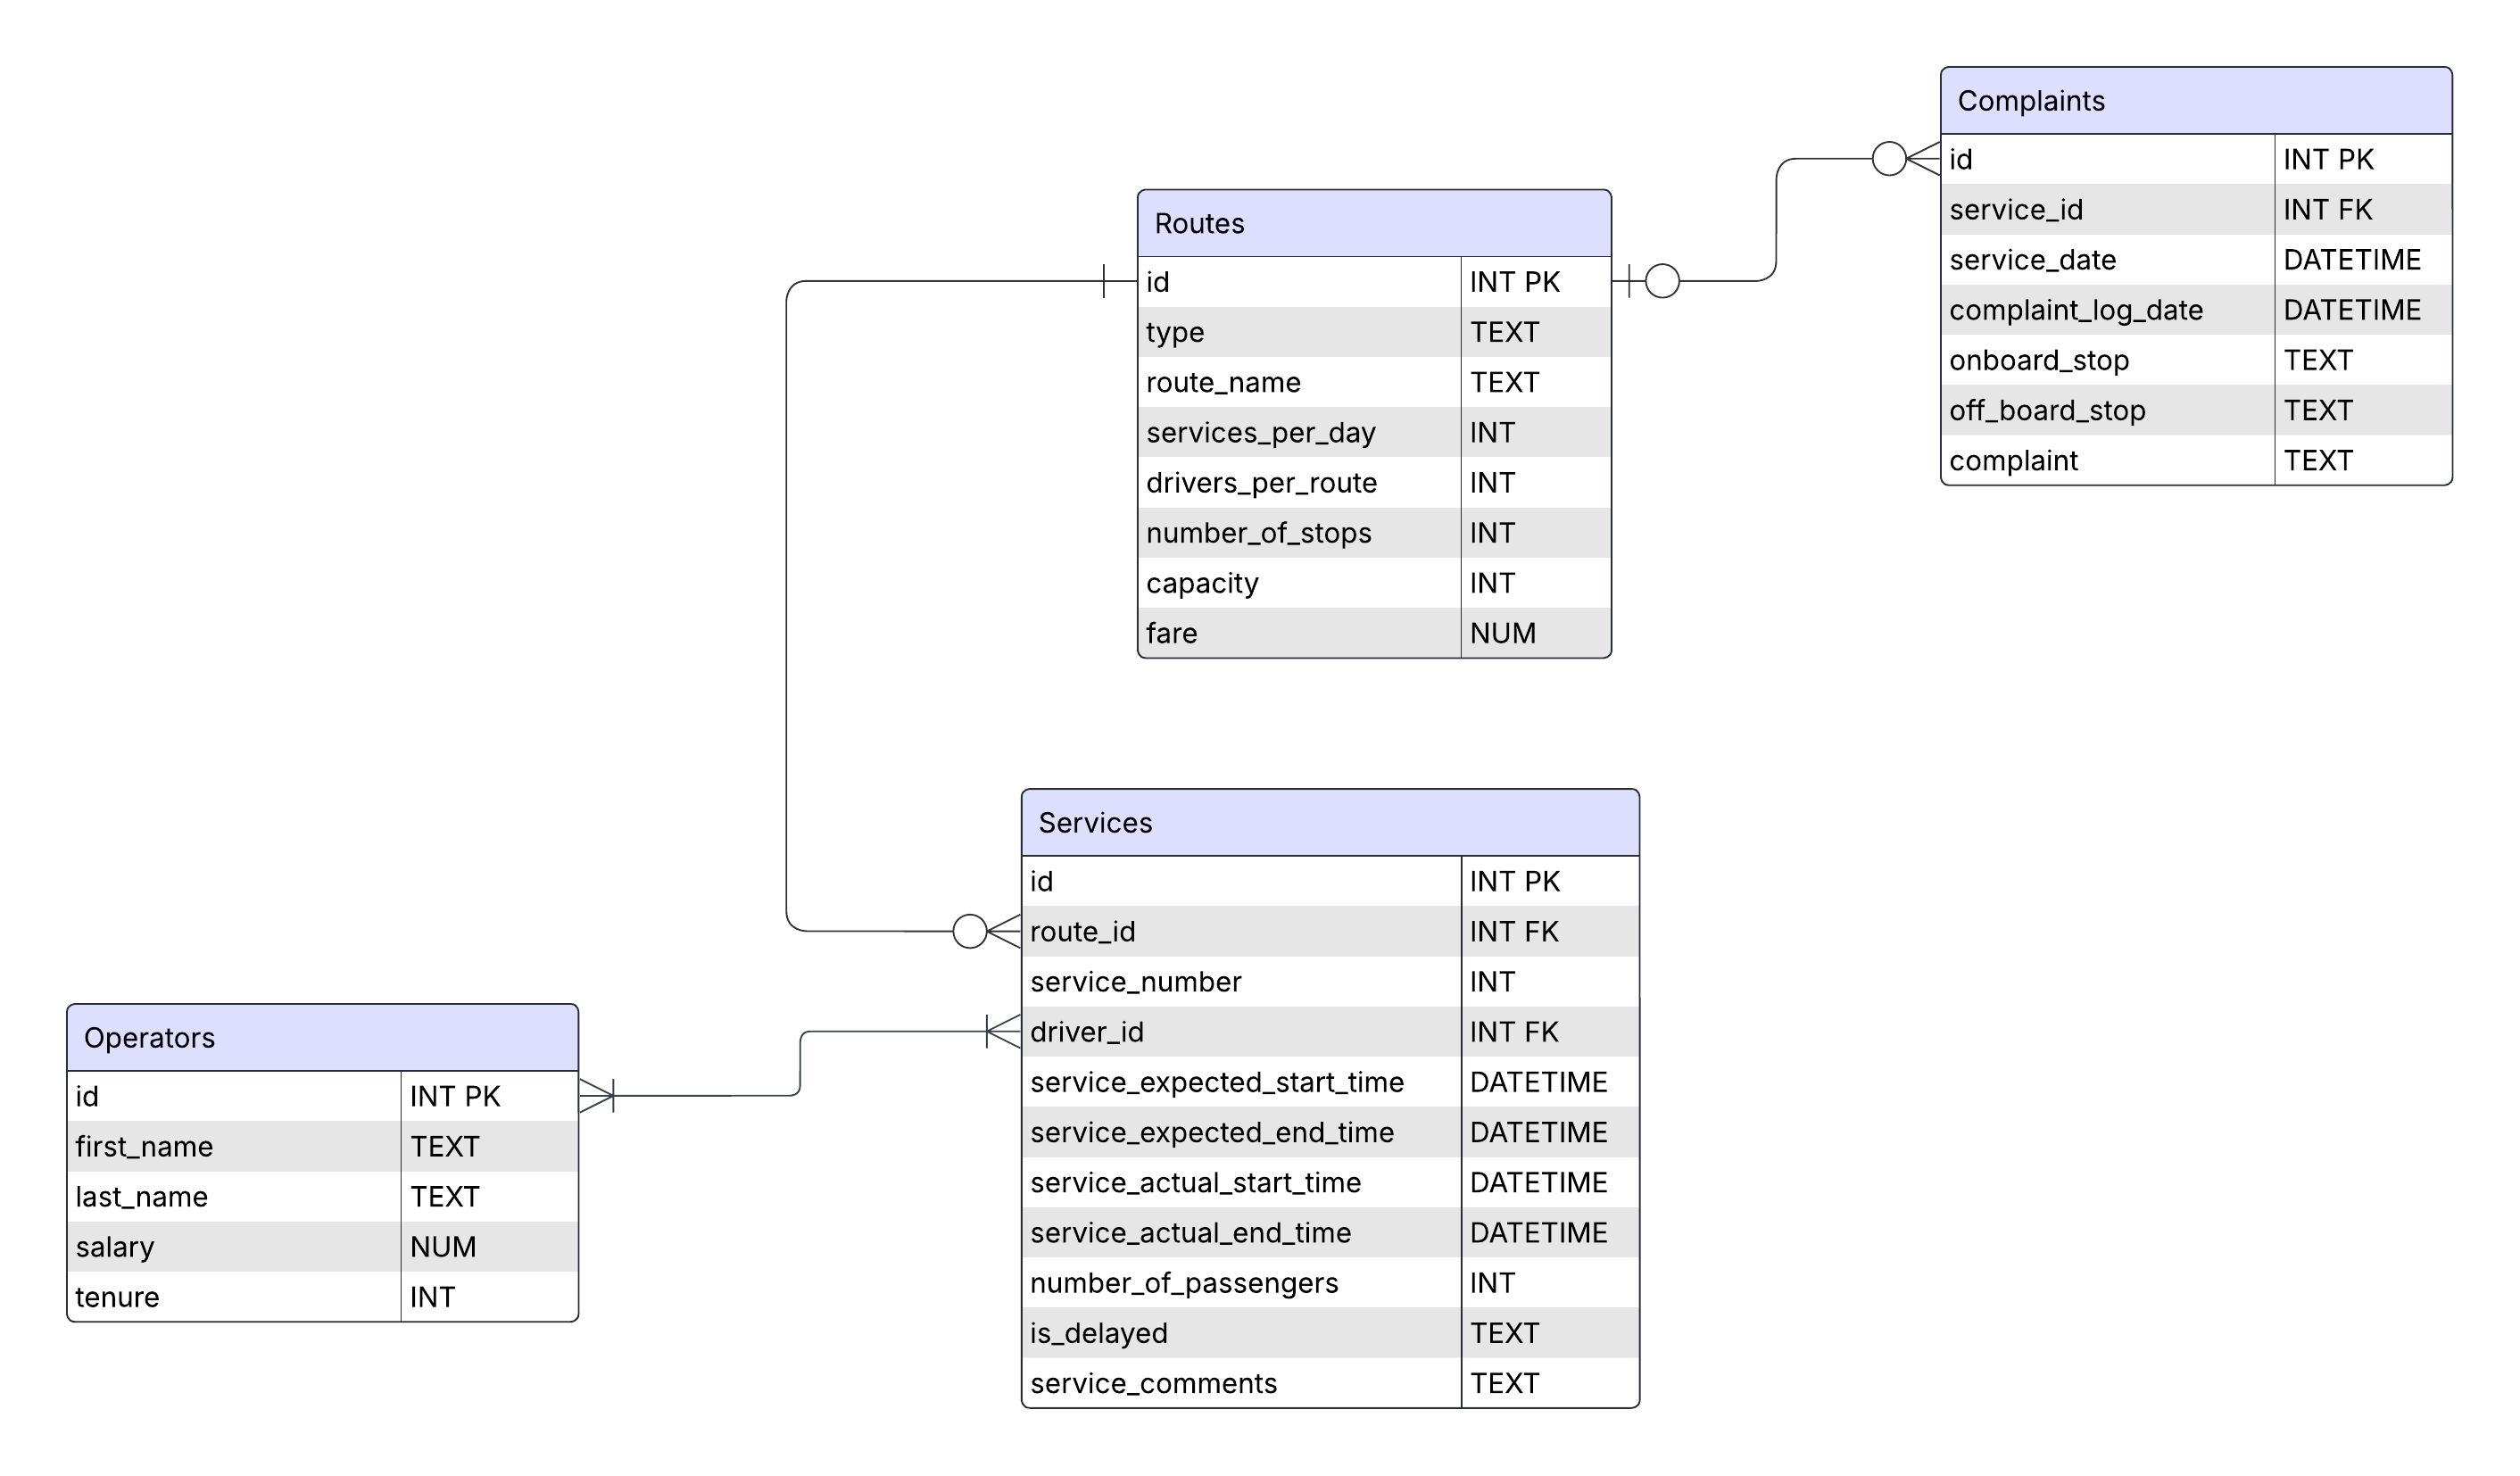 Complaints
id INT PK
service_id INT FK
service_date DATETIME
complaint_log_date DATETIME
onboard_stop TEXT
off_board_stop TEXT
complaint TEXT
Routes
id INT PK
type TEXT
route_name TEXT
services_per_day INT
drivers_per_route INT
number_of_stops INT
capacity INT
fare NUM
Services
id INT PK
route_id INT FK
service_number INT
driver_id INT FK
service_expected_start_time DATETIME
service_expected_end_time DATETIME
service_actual_start_time DATETIME
service_actual_end_time DATETIME
number_of_passengers INT
is_delayed TEXT
service_comments TEXT
Operators
id INT PK
first_name TEXT
last_name TEXT
salary NUM
tenure INT